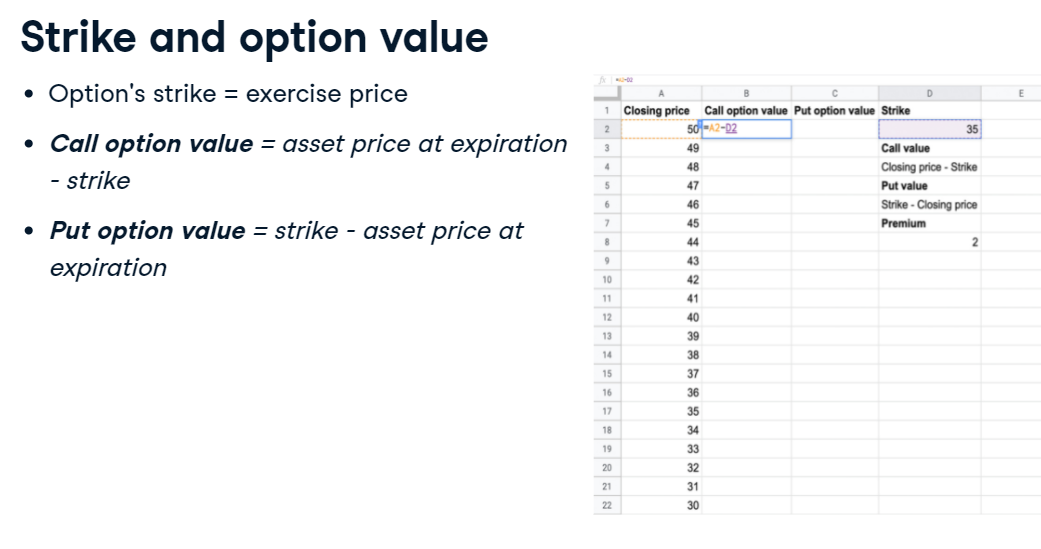 Strike and option value
• Option's strike = exercise price
• Call option value = asset price at expiration
- strike
• Put option value = strike - asset price at
expiration
fx =A2-D2
A B C D E
1 Closing price Call option value Put option value Strike
2 50 =A2-D2 35
3 49 Call value
4 48 Closing price - Strike
5 47 Put value
6 46 Strike - Closing price
7 45 Premium
8 44 2
9 43
10 42
11 41
12 40
13 39
14 38
15 37
16 36
17 35
18 34
19 33
20 32
21 31
22 30